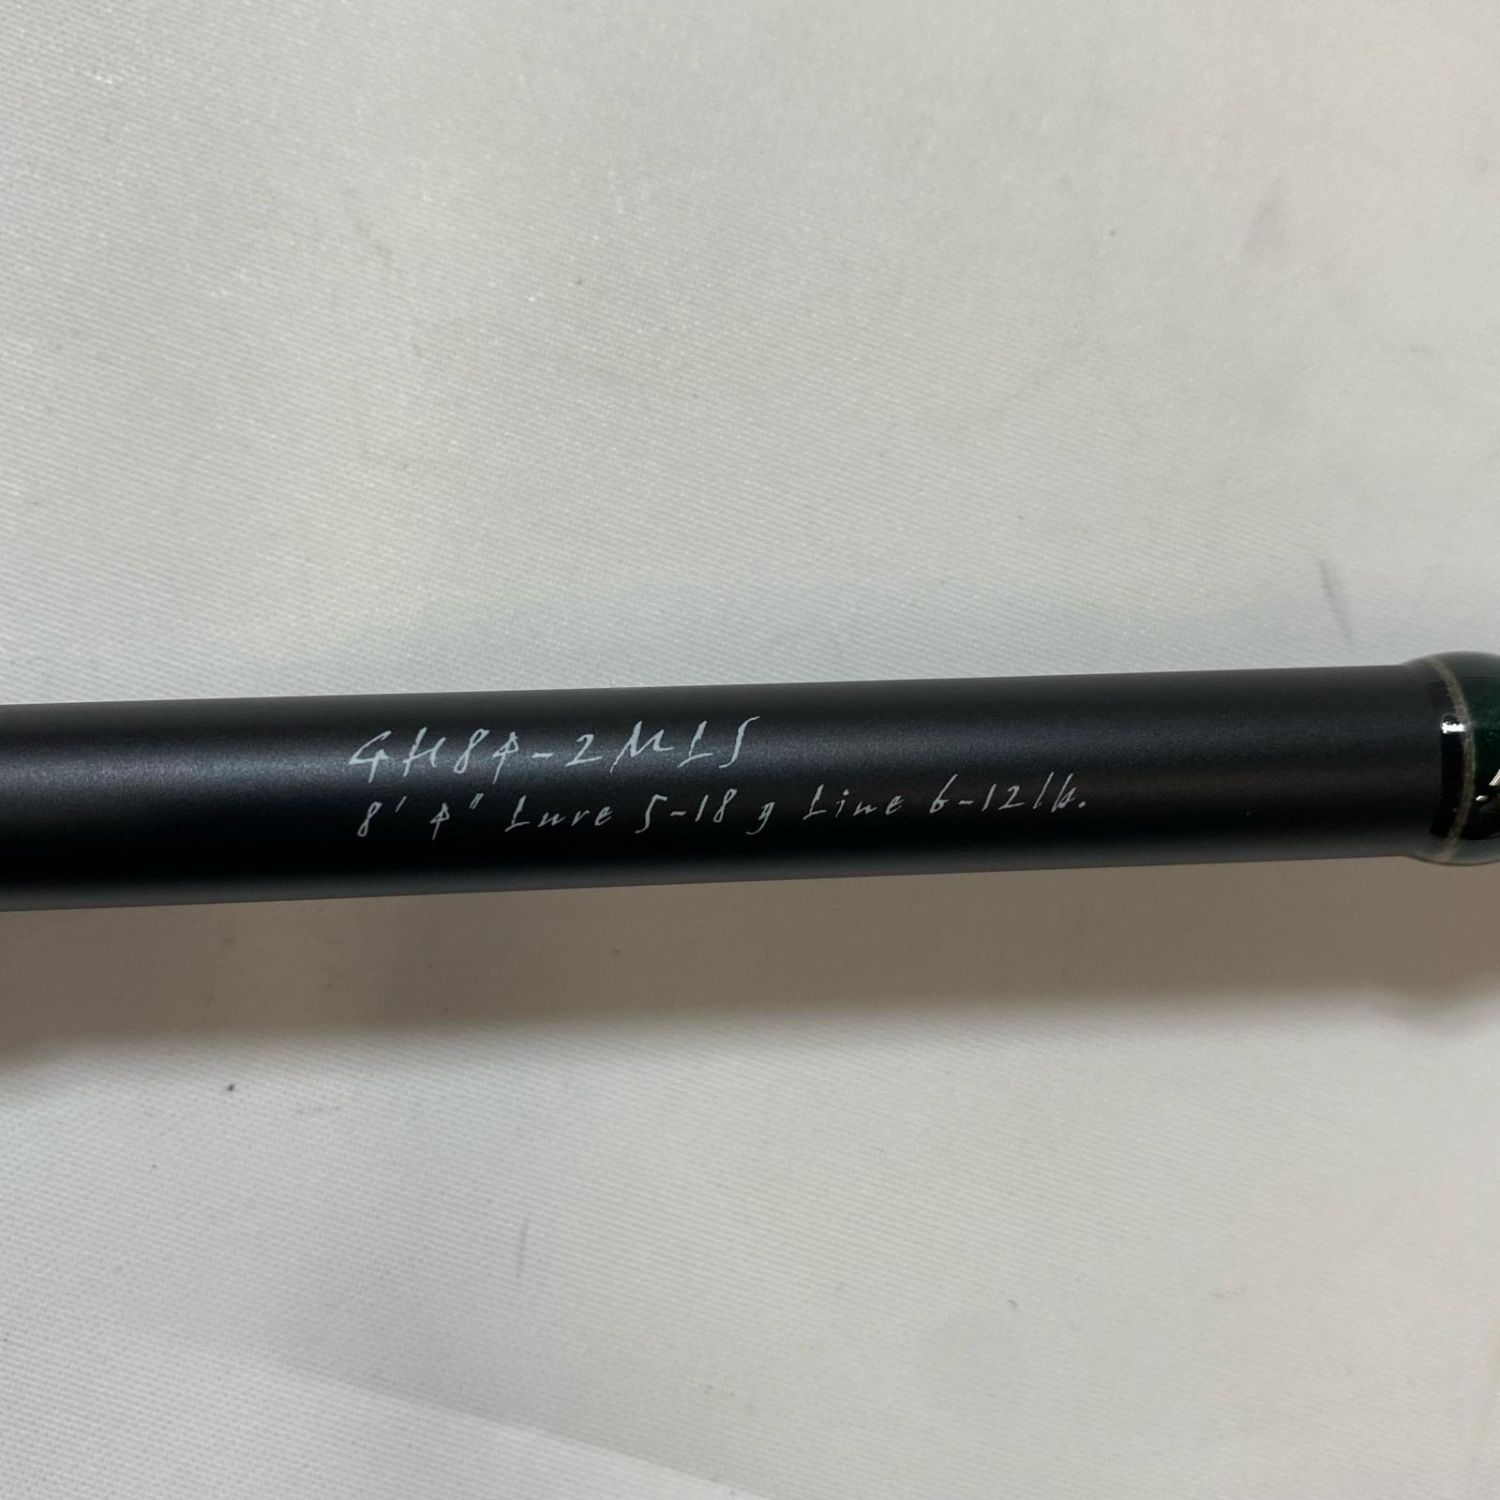 GH84-2MLS
8' 4" Lure 5-18 g Line 6-12lb.